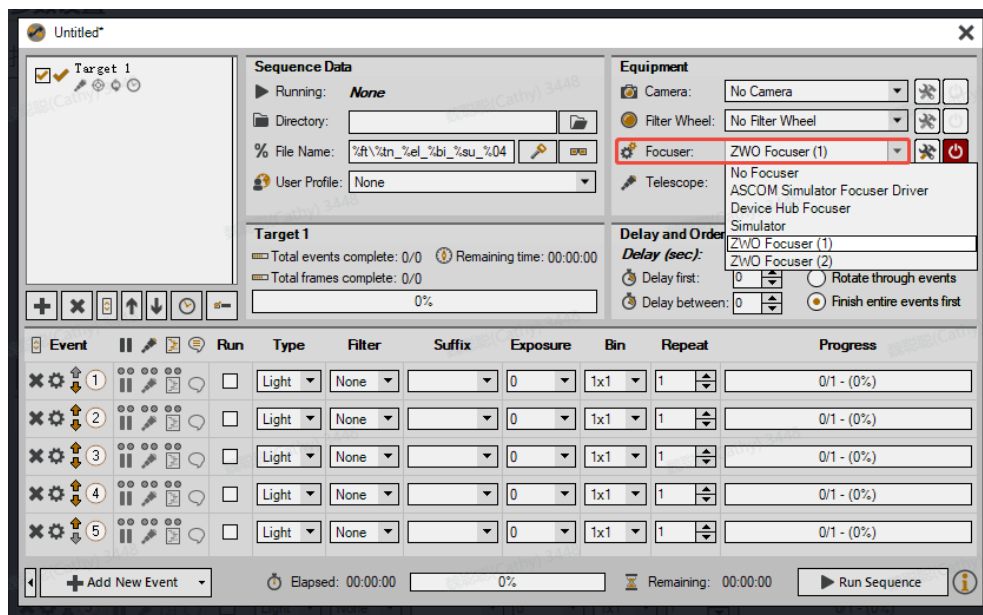 Untitled*
Target 1
Sequence Data
Running: None
Directory:
% File Name: %ft\%tn_%el_%bi_%su_%04
User Profile: None
Equipment
Camera: No Camera
Filter Wheel: No Filter Wheel
Focuser: ZWO Focuser (1)
Telescope:
No Focuser
ASCOM Simulator Focuser Driver
Device Hub Focuser
Simulator
ZWO Focuser (1)
ZWO Focuser (2)
Target 1
Total events complete: 0/0 Remaining time: 00:00:00
Total frames complete: 0/0
0%
Delay and Order
Delay (sec):
Delay first: 0 Rotate through events
Delay between: 0 Finish entire events first
Event Run Type Filter Suffix Exposure Bin Repeat Progress
1 Light None 0 1x1 1 0/1 - (0%)
2 Light None 0 1x1 1 0/1 - (0%)
3 Light None 0 1x1 1 0/1 - (0%)
4 Light None 0 1x1 1 0/1 - (0%)
5 Light None 0 1x1 1 0/1 - (0%)
Add New Event Elapsed: 00:00:00 0% Remaining: 00:00:00 Run Sequence
(Cathy) 3448